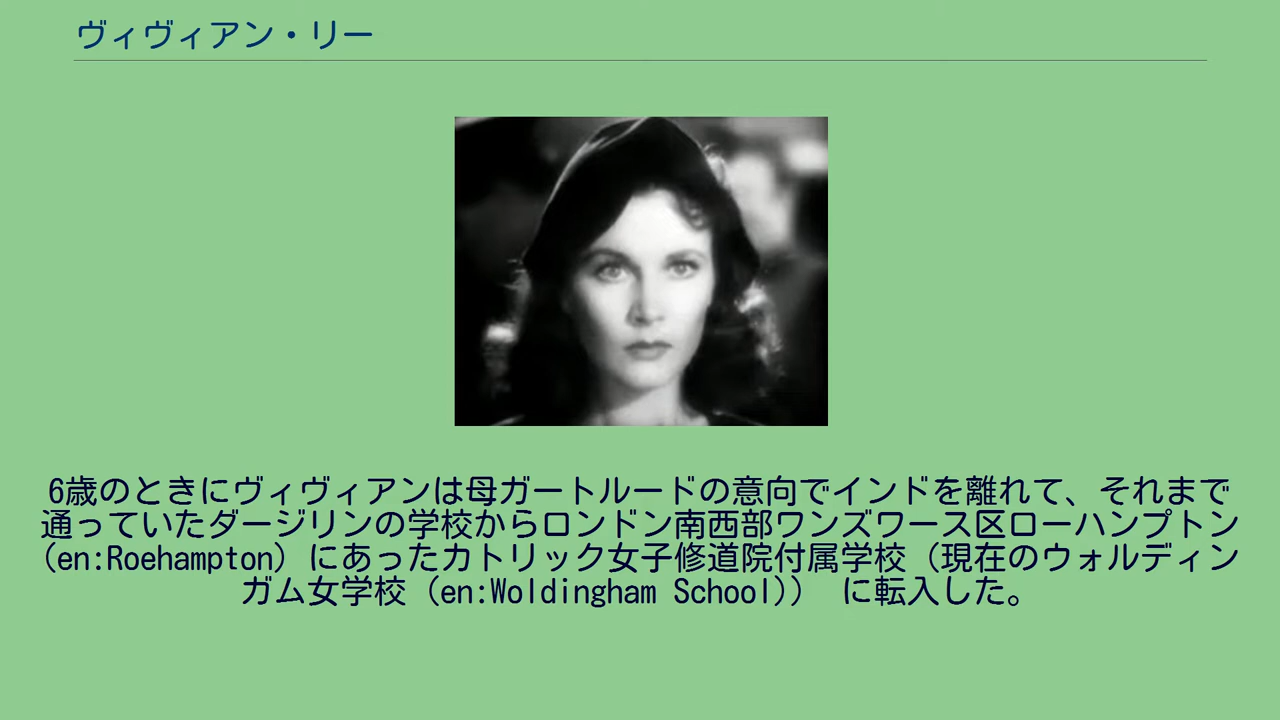 ヴィヴィアン・リー
6歳のときにヴィヴィアンは母ガートルードの意向でインドを離れて、それまで
通っていたダージリンの学校からロンドン南西部ワンズワース区ローハンプトン
(en:Roehampton) にあったカトリック女子修道院付属学校 (現在のウォルディン
ガム女学校 (en:Woldingham School)) に転入した。